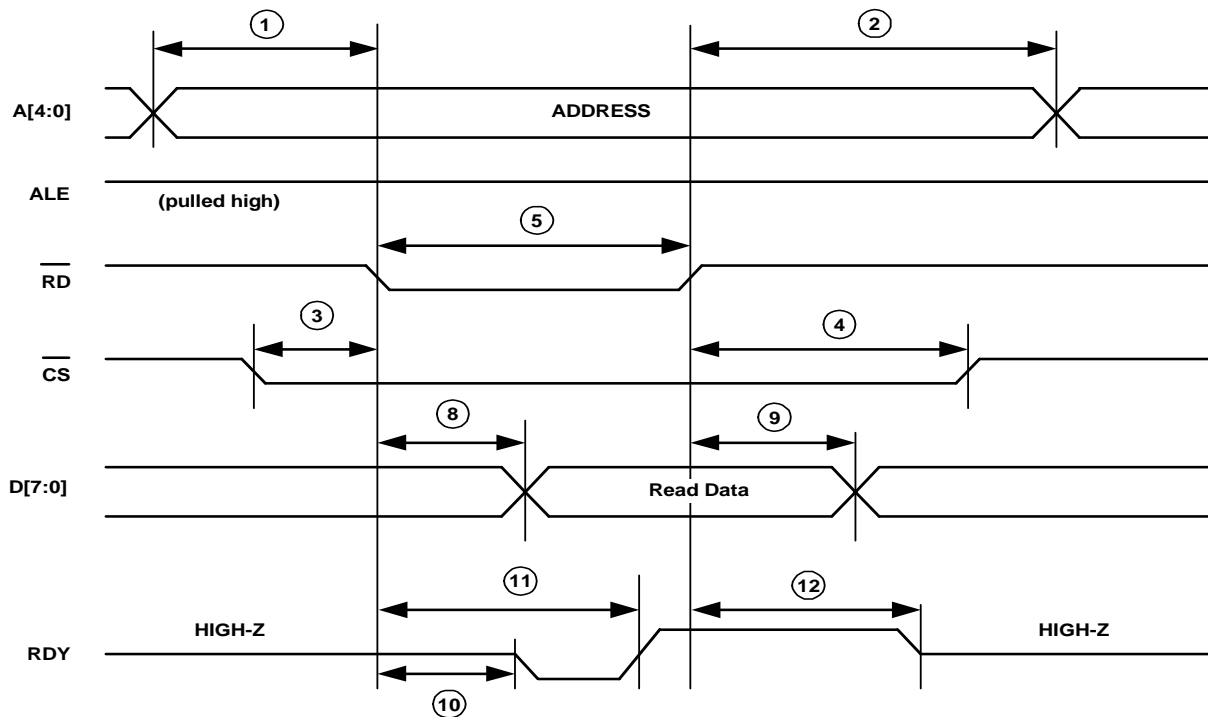 1
2
A[4:0]
ADDRESS
ALE
(pulled high)
5
RD
3
4
CS
8
9
D[7:0]
Read Data
11
12
HIGH-Z
HIGH-Z
RDY
10